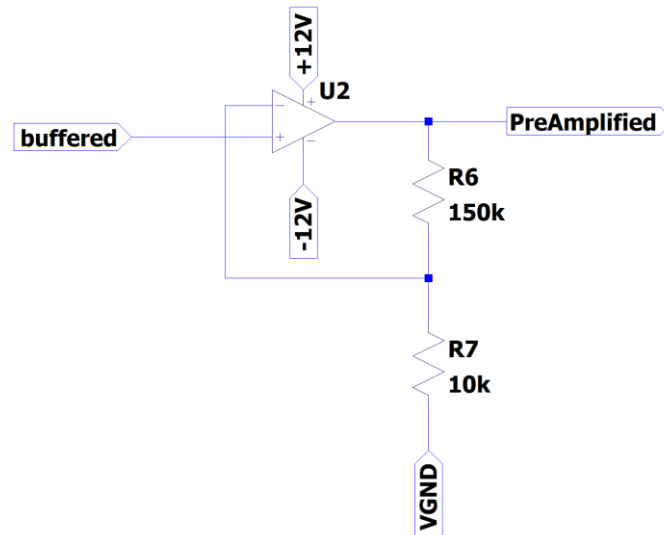 +12V
U2
buffered
PreAmplified
-12V
R6
150k
R7
10k
VGND